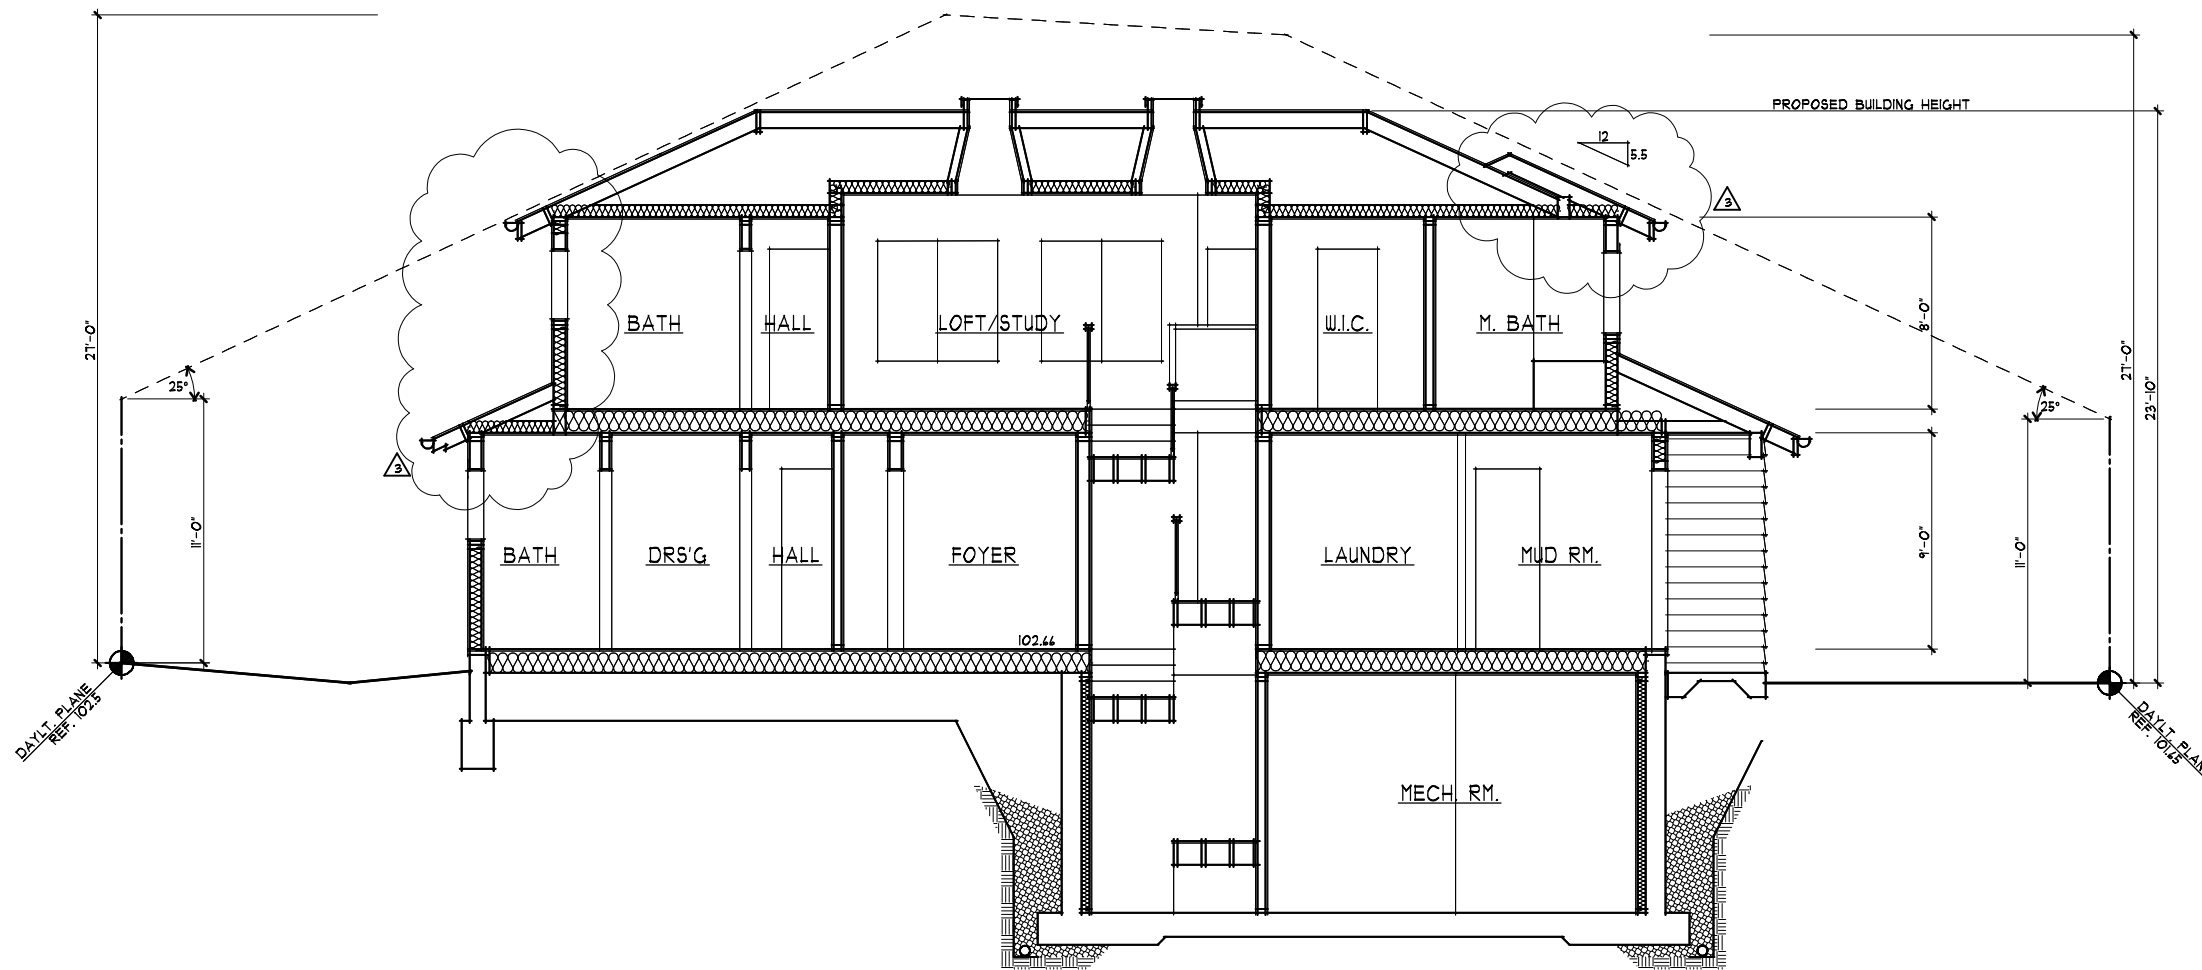 PROPOSED BUILDING HEIGHT
12
5.5
3
27'-0"
8'-0"
27'-0"
23'-10"
BATH
HALL
LOFT/STUDY
W.I.C.
M. BATH
25°
25°
3
11'-0"
9'-0"
11'-0"
BATH
DRS'G
HALL
FOYER
LAUNDRY
MUD RM.
102.66
DAYLT. PLANE
REF. 102.5
DAYLT. PLANE
REF. 101.65
MECH. RM.